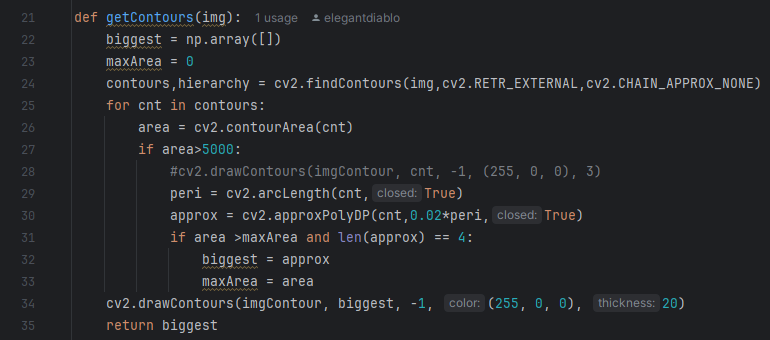 21 def getContours(img): 1 usage elegantdiablo
22 biggest = np.array([])
23 maxArea = 0
24 contours,hierarchy = cv2.findContours(img,cv2.RETR_EXTERNAL,cv2.CHAIN_APPROX_NONE)
25 for cnt in contours:
26 area = cv2.contourArea(cnt)
27 if area>5000:
28 #cv2.drawContours(imgContour, cnt, -1, (255, 0, 0), 3)
29 peri = cv2.arcLength(cnt, closed: True)
30 approx = cv2.approxPolyDP(cnt,0.02*peri, closed: True)
31 if area >maxArea and len(approx) == 4:
32 biggest = approx
33 maxArea = area
34 cv2.drawContours(imgContour, biggest, -1, color: (255, 0, 0), thickness: 20)
35 return biggest